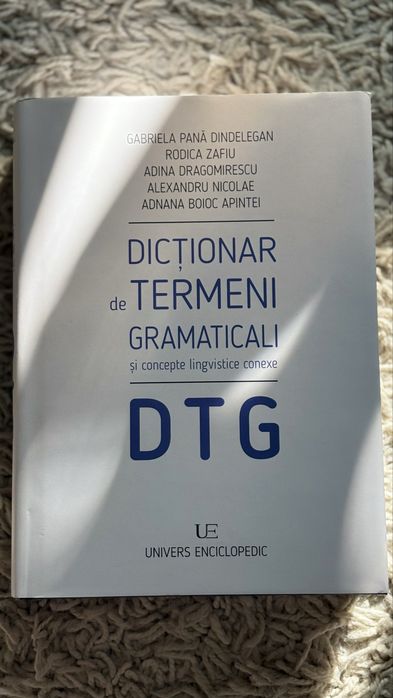 GABRIELA PANĂ DINDELEGAN
RODICA ZAFIU
ADINA DRAGOMIRESCU
ALEXANDRU NICOLAE
ADNANA BOIOC APINTEI
DICȚIONAR
de TERMENI
GRAMATICALI
și concepte lingvistice conexe
DTG
UE
UNIVERS ENCICLOPEDIC